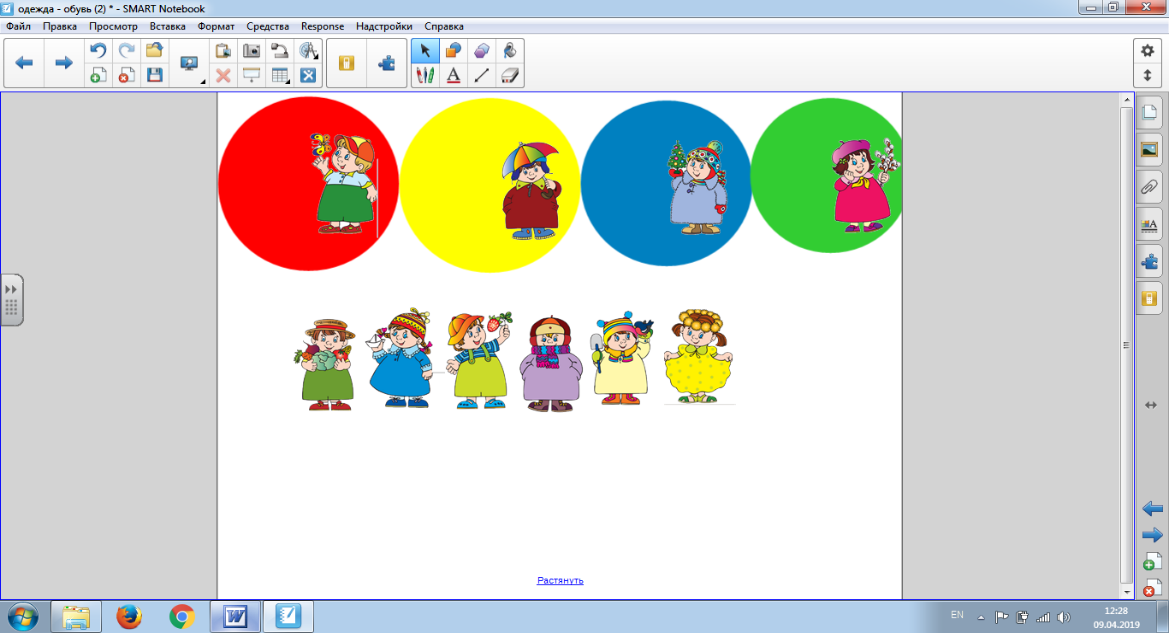 одежда - обувь (2) * - SMART Notebook
Файл Правка Просмотр Вставка Формат Средства Response Надстройки Справка
Растянуть
EN 12:28
09.04.2019